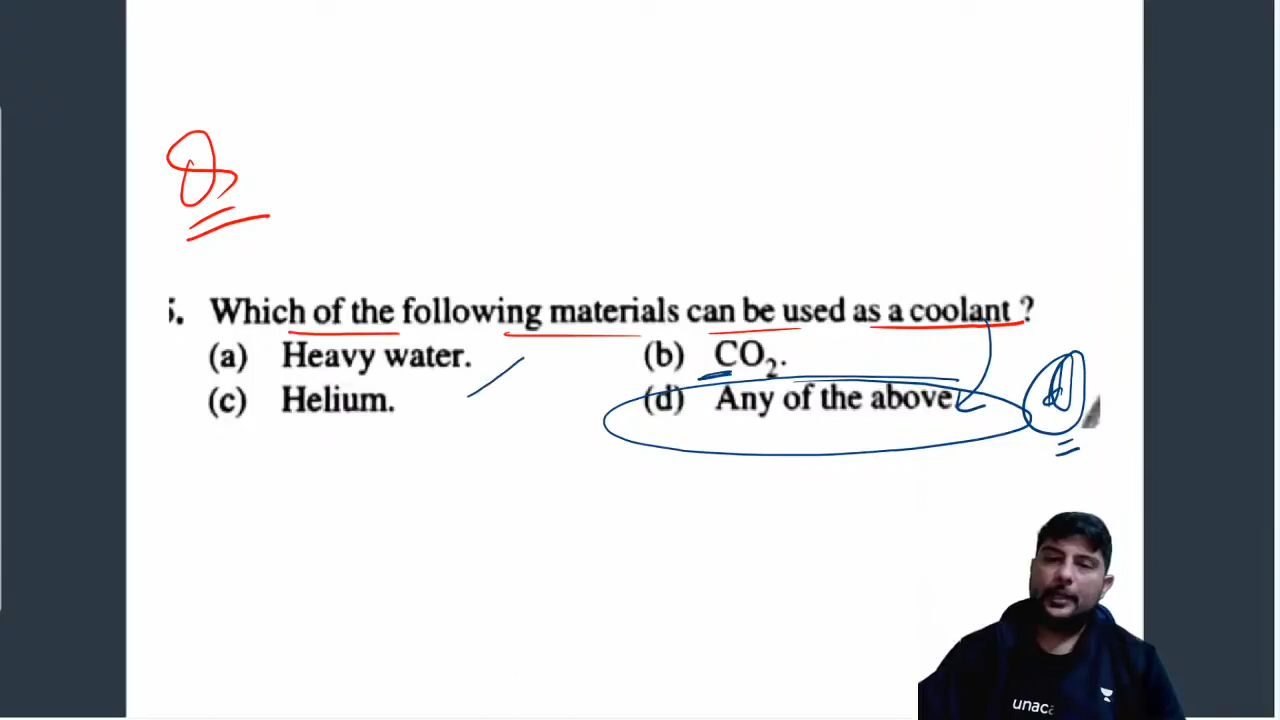 Q.
5. Which of the following materials can be used as a coolant ?
(a) Heavy water. (b) CO₂.
(c) Helium. (d) Any of the above
d
unaca